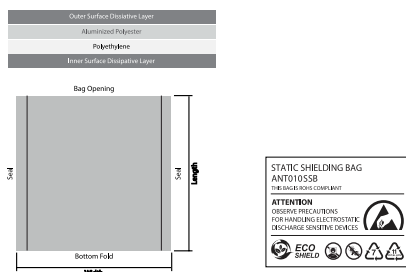 Outer Surface Dissiative Layer
Aluminized Polyester
Polyethylene
Inner Surface Dissipative Layer
Bag Opening
Seal
Seal
Length
Bottom Fold
STATIC SHIELDING BAG
ANT010SSB
THIS BAG IS ROHS COMPLIANT
ATTENTION
OBSERVE PRECAUTIONS
FOR HANDLING ELECTROSTATIC
DISCHARGE SENSITIVE DEVICES
ECO
SHIELD